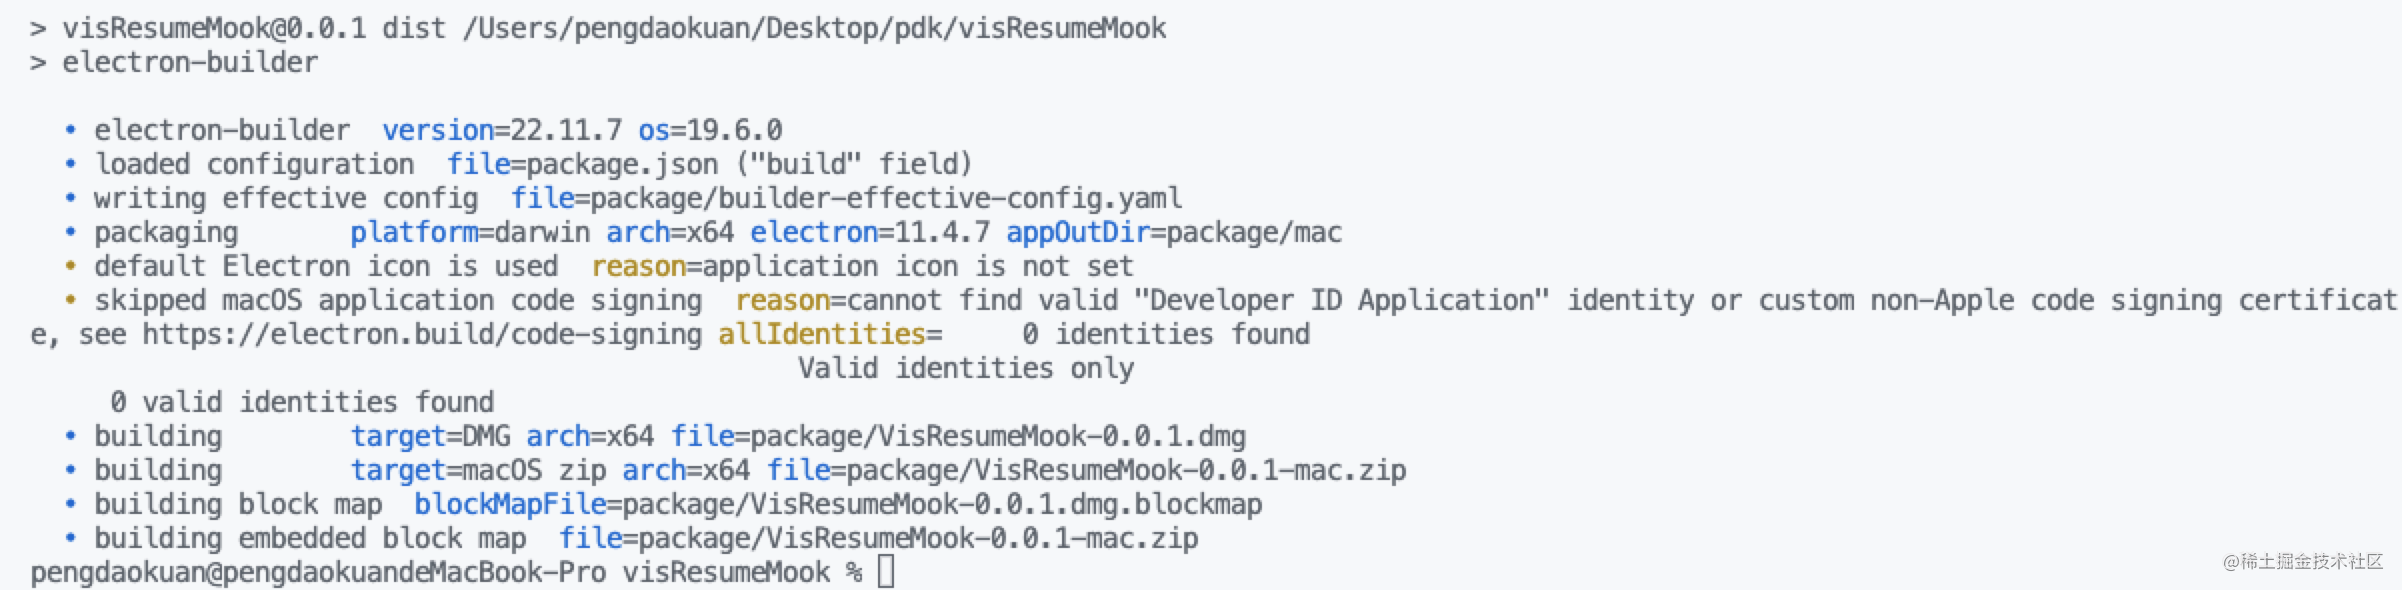 > visResumeMook@0.0.1 dist /Users/pengdaokuan/Desktop/pdk/visResumeMook
> electron-builder
• electron-builder  version=22.11.7 os=19.6.0
• loaded configuration  file=package.json ("build" field)
• writing effective config  file=package/builder-effective-config.yaml
• packaging       platform=darwin arch=x64 electron=11.4.7 appOutDir=package/mac
• default Electron icon is used  reason=application icon is not set
• skipped macOS application code signing  reason=cannot find valid "Developer ID Application" identity or custom non-Apple code signing certificat
e, see https://electron.build/code-signing allIdentities=     0 identities found
Valid identities only
0 valid identities found
• building        target=DMG arch=x64 file=package/VisResumeMook-0.0.1.dmg
• building        target=macOS zip arch=x64 file=package/VisResumeMook-0.0.1-mac.zip
• building block map  blockMapFile=package/VisResumeMook-0.0.1.dmg.blockmap
• building embedded block map  file=package/VisResumeMook-0.0.1-mac.zip
pengdaokuan@pengdaokuandeMacBook-Pro visResumeMook %
@稀土掘金技术社区